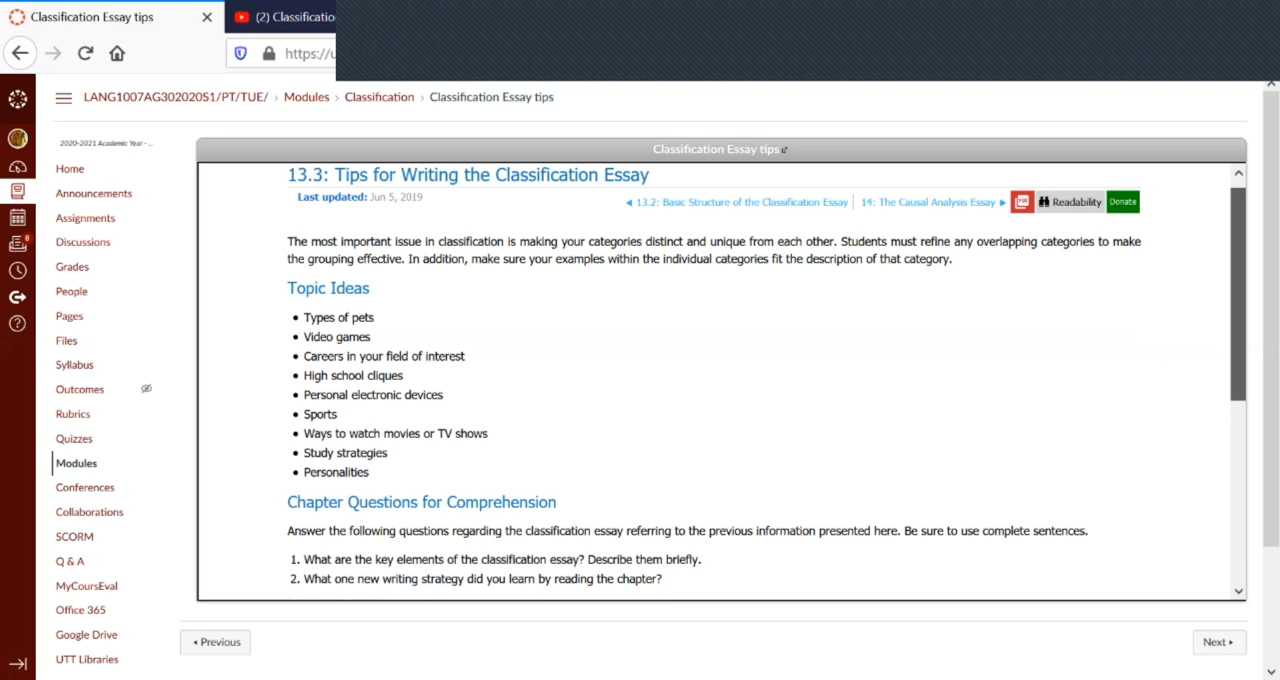 Classification Essay tips
(2) Classificatio
https://u
LANG1007AG302020S1/PT/TUE/ › Modules › Classification › Classification Essay tips
2020-2021 Academic Year - ...
Home
Announcements
Assignments
Discussions
Grades
People
Pages
Files
Syllabus
Outcomes
Rubrics
Quizzes
Modules
Conferences
Collaborations
SCORM
Q & A
MyCoursEval
Office 365
Google Drive
UTT Libraries
8
Classification Essay tips
13.3: Tips for Writing the Classification Essay
Last updated: Jun 5, 2019
◄ 13.2: Basic Structure of the Classification Essay | 14: The Causal Analysis Essay ►
PDF
Readability
Donate
The most important issue in classification is making your categories distinct and unique from each other. Students must refine any overlapping categories to make
the grouping effective. In addition, make sure your examples within the individual categories fit the description of that category.
Topic Ideas
• Types of pets
• Video games
• Careers in your field of interest
• High school cliques
• Personal electronic devices
• Sports
• Ways to watch movies or TV shows
• Study strategies
• Personalities
Chapter Questions for Comprehension
Answer the following questions regarding the classification essay referring to the previous information presented here. Be sure to use complete sentences.
1. What are the key elements of the classification essay? Describe them briefly.
2. What one new writing strategy did you learn by reading the chapter?
◂ Previous
Next ▸